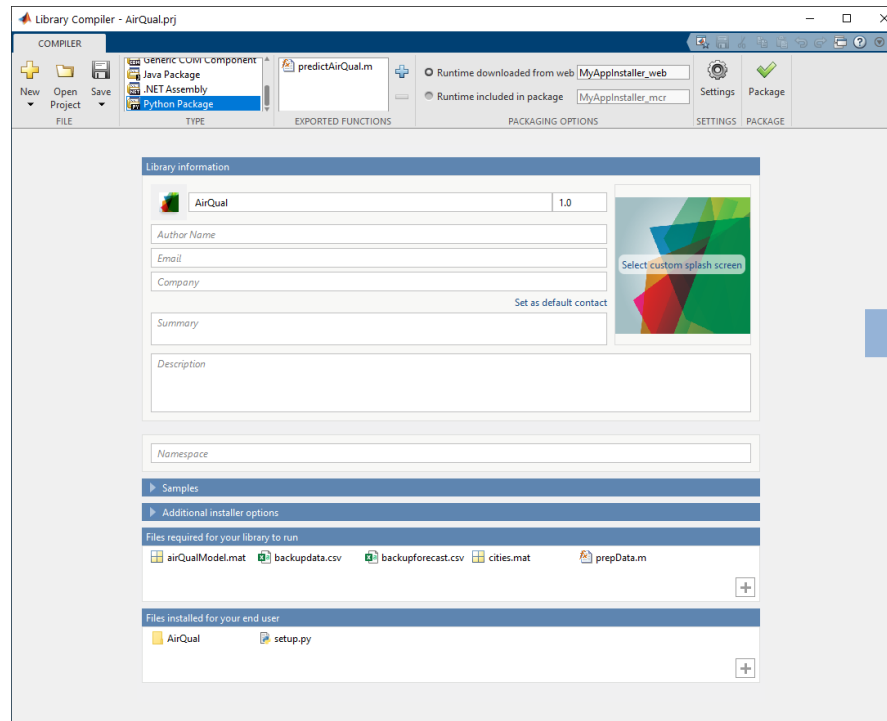 Library Compiler - AirQual.prj
COMPILER
New
Open Project
Save
FILE
Generic COM Component
Java Package
.NET Assembly
Python Package
TYPE
predictAirQual.m
EXPORTED FUNCTIONS
Runtime downloaded from web MyAppInstaller_web
Runtime included in package MyAppInstaller_mcr
PACKAGING OPTIONS
Settings
SETTINGS
Package
PACKAGE
Library information
AirQual 1.0
Author Name
Email
Company
Set as default contact
Select custom splash screen
Summary
Description
Namespace
Samples
Additional installer options
Files required for your library to run
airQualModel.mat backupdata.csv backupforecast.csv cities.mat prepData.m
Files installed for your end user
AirQual setup.py